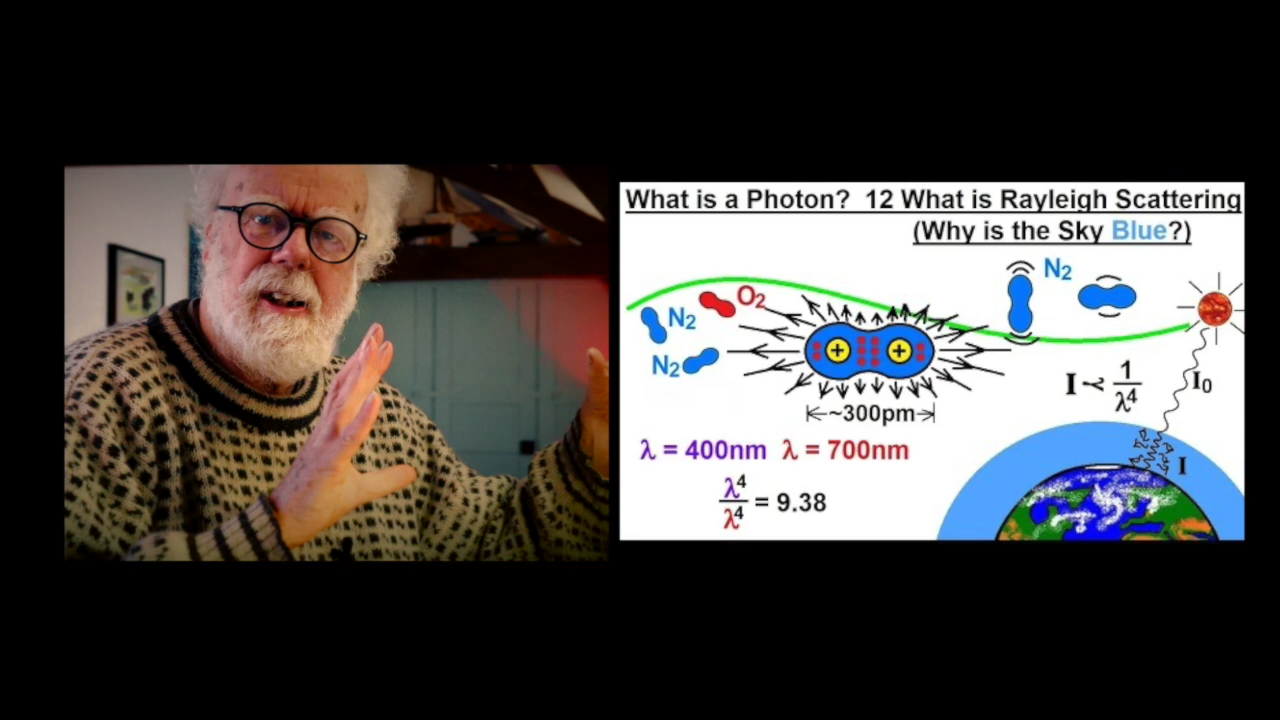 What is a Photon? 12 What is Rayleigh Scattering
(Why is the Sky Blue?)
N₂
O₂
N₂
N₂
+ +
~300pm
I ∝ 1/λ⁴
I₀
I
λ = 400nm λ = 700nm
λ⁴/λ⁴ = 9.38